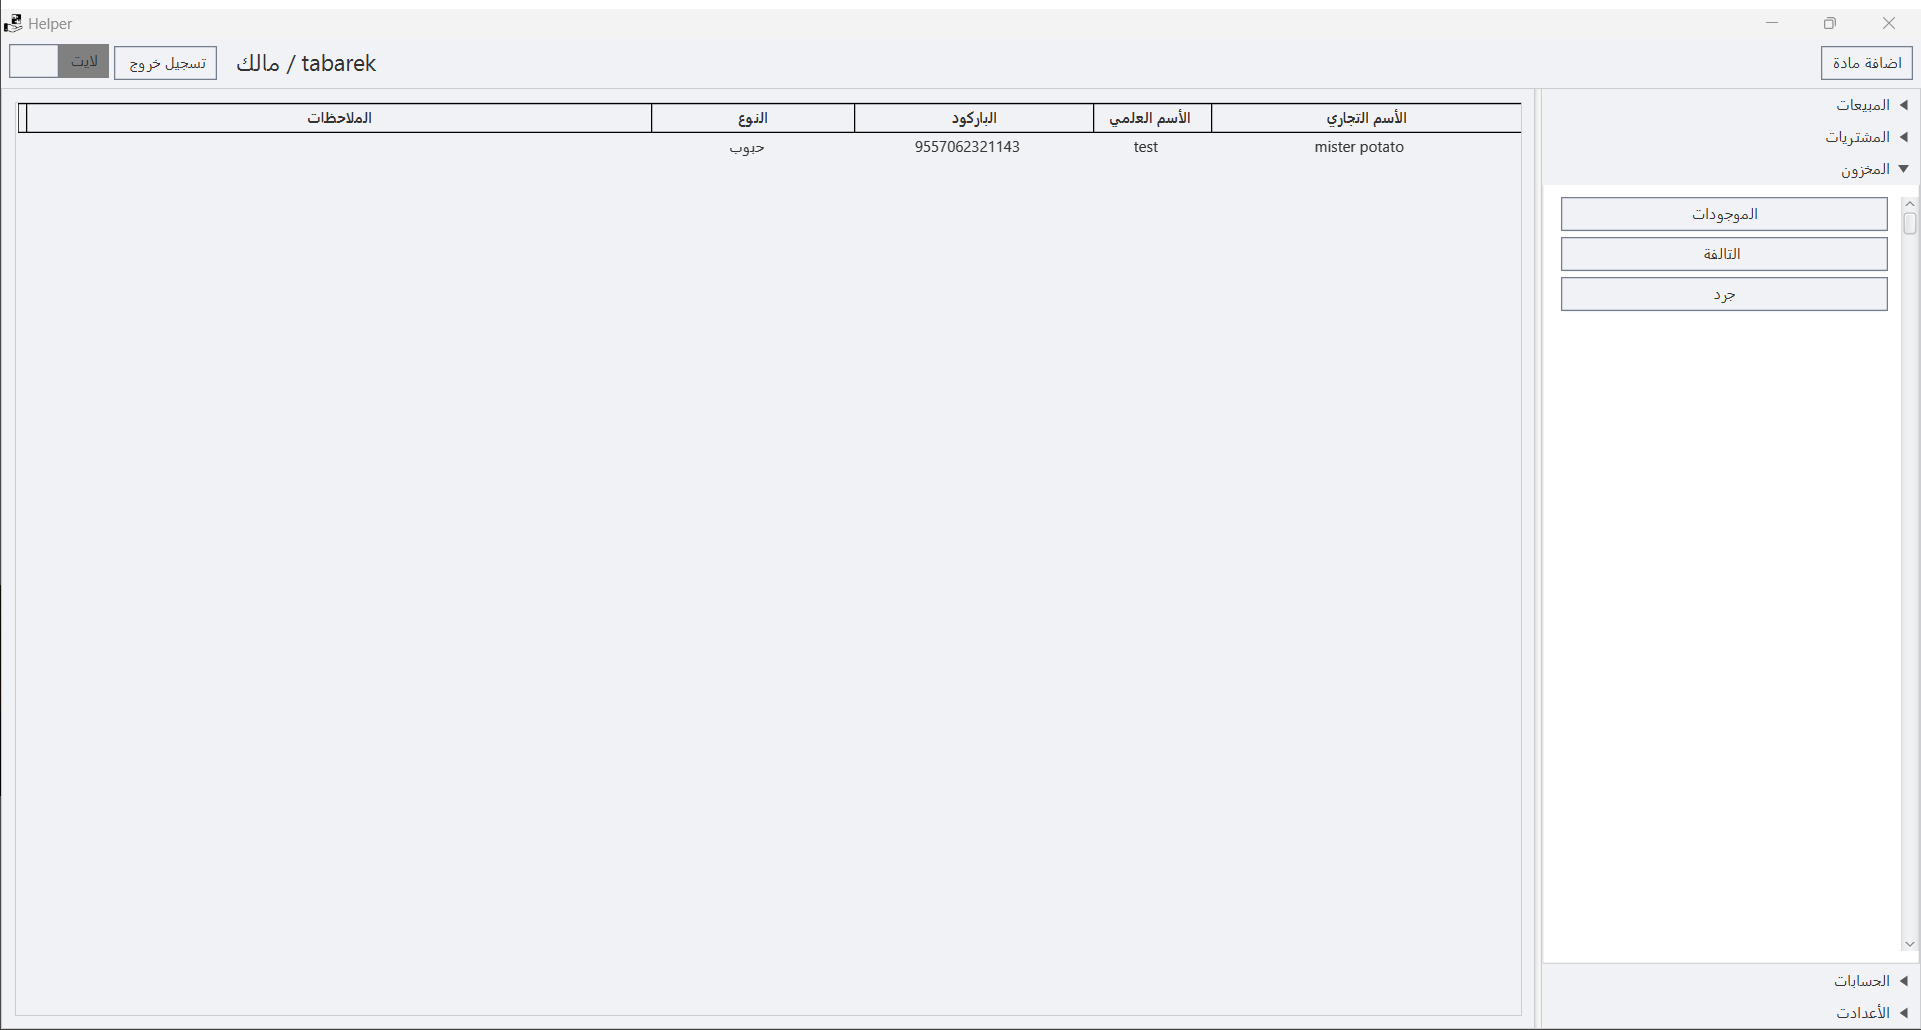 Helper
اضافة مادة
tabarek / مالك
تسجيل خروج
لايت
المبيعات
المشتريات
المخزون
الموجودات
التالفة
جرد
الحسابات
الأعدادت
الأسم التجاري الأسم العلمي الباركود النوع الملاحظات
mister potato test 9557062321143 حبوب